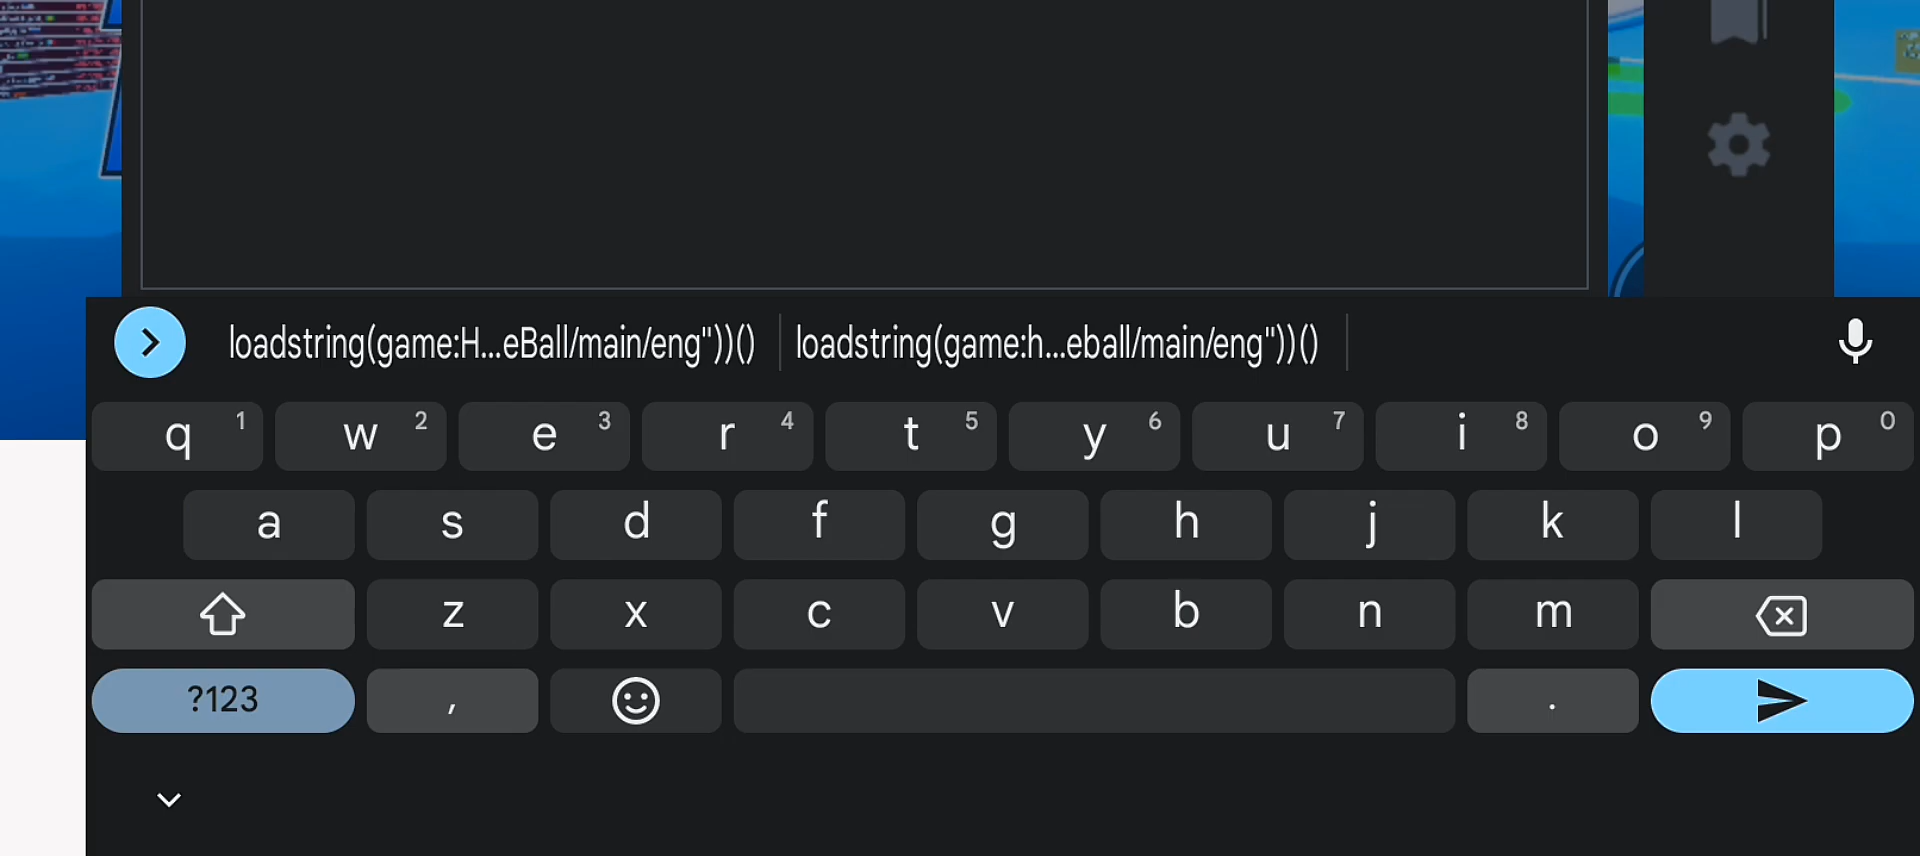 loadstring(game:H...eBall/main/eng"))() loadstring(game:h...eball/main/eng"))()
q 1 w 2 e 3 r 4 t 5 y 6 u 7 i 8 o 9 p 0
a s d f g h j k l
z x c v b n m
?123 , .